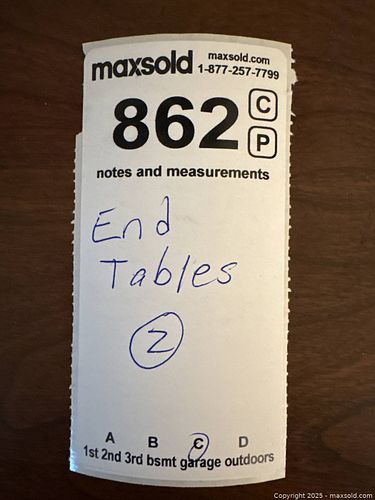 maxsold maxsold.com
1-877-257-7799
862 C
P
notes and measurements
End
Tables
2
A B C D
1st 2nd 3rd bsmt garage outdoors
Copyright 2025 - maxsold.com